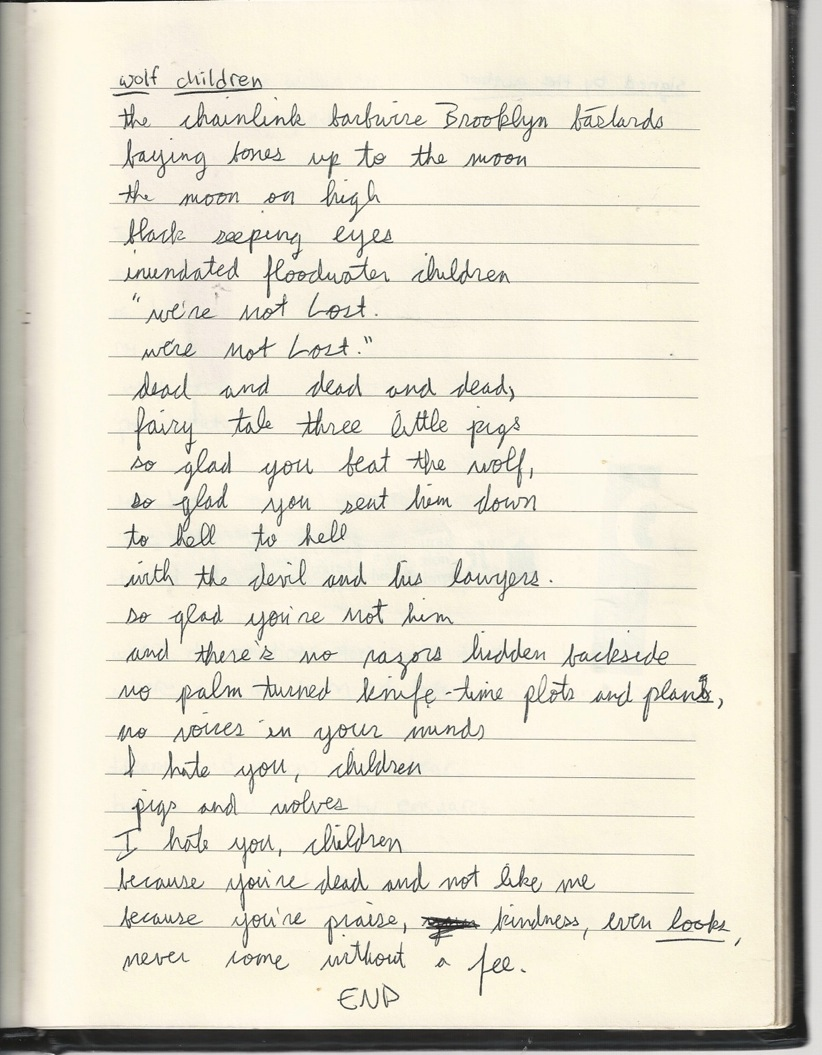 wolf children
the chainlink barbwire Brooklyn bastards
baying tones up to the moon
the moon on high
black seeping eyes
inundated floodwater children
"we're not Lost.
we're not Lost."
dead and dead and dead,
fairy tale three little pigs
so glad you beat the wolf,
so glad you sent him down
to hell to hell
with the devil and his lawyers.
so glad you're not him
and there's no razors hidden backside
no palm-turned knife-time plots and plans,
no voices in your minds
I hate you, children
pigs and wolves
I hate you, children
because you're dead and not like me
because you're praise, kindness, even looks,
never come without a fee.
END